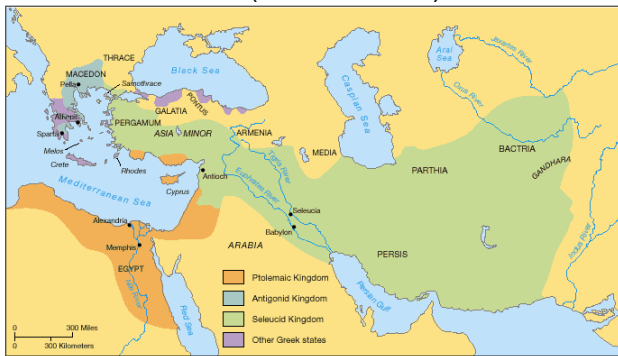 THRACE
MACEDON
Pella
Samothrace
Black Sea
Aral
Sea
Jaxartes River
Oxus River
Caspian Sea
PONTUS
GALATIA
PERGAMUM
ASIA MINOR
ARMENIA
Athens
Sparta
Melos
Crete
Rhodes
Cyprus
Antioch
MEDIA
PARTHIA
BACTRIA
GANDHARA
Tigris River
Euphrates River
Mediterranean Sea
Seleucia
Babylon
Alexandria
Memphis
EGYPT
Nile River
ARABIA
PERSIS
Indus River
Persian Gulf
Red Sea
Ptolemaic Kingdom
Antigonid Kingdom
Seleucid Kingdom
Other Greek states
0 300 Miles
0 300 Kilometers